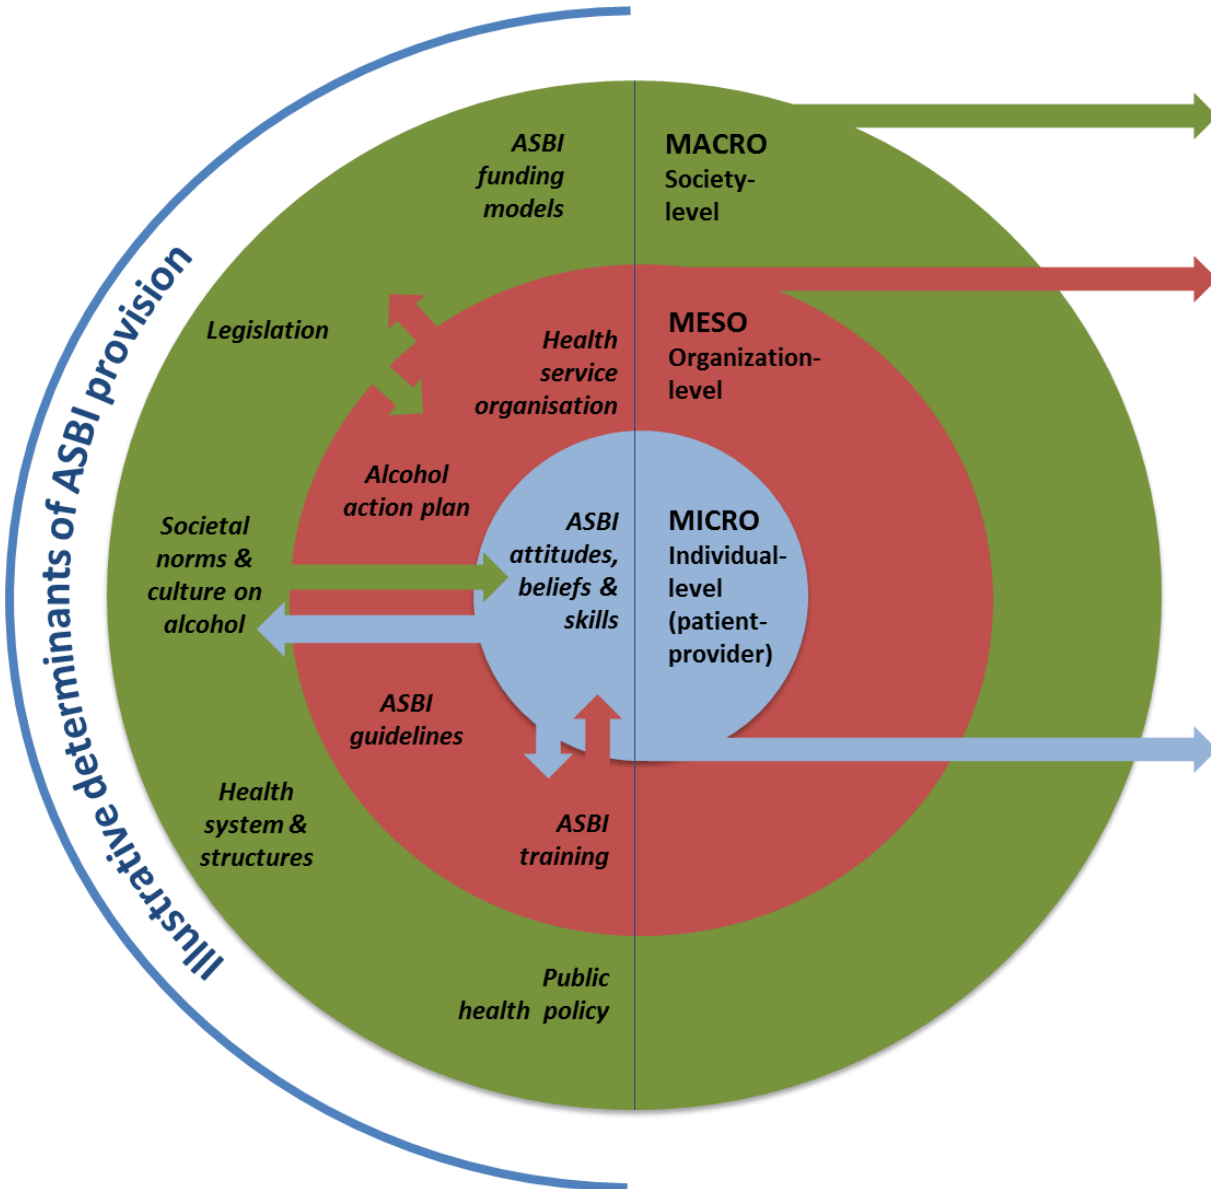 Illustrative determinants of ASBI provision
ASBI
funding
models
MACRO
Society-
level
Legislation
Health
service
organisation
MESO
Organization-
level
Alcohol
action plan
Societal
norms &
culture on
alcohol
ASBI
attitudes,
beliefs &
skills
MICRO
Individual-
level
(patient-
provider)
ASBI
guidelines
Health
system &
structures
ASBI
training
Public
health policy